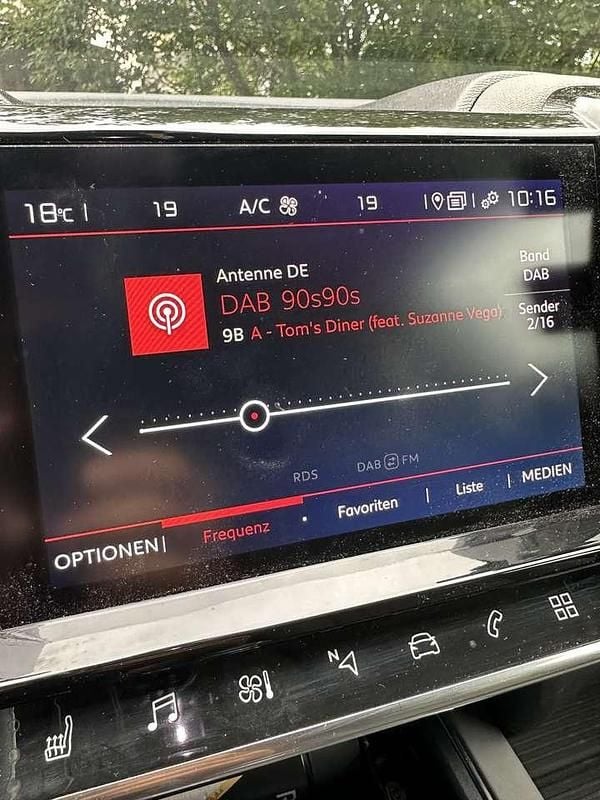 18°C 19 A/C 19 10:16
Antenne DE
DAB 90s90s
9B A - Tom's Diner (feat. Suzanne Vega)
Band
DAB
Sender
2/16
RDS DAB FM
OPTIONEN Frequenz Favoriten Liste MEDIEN
N